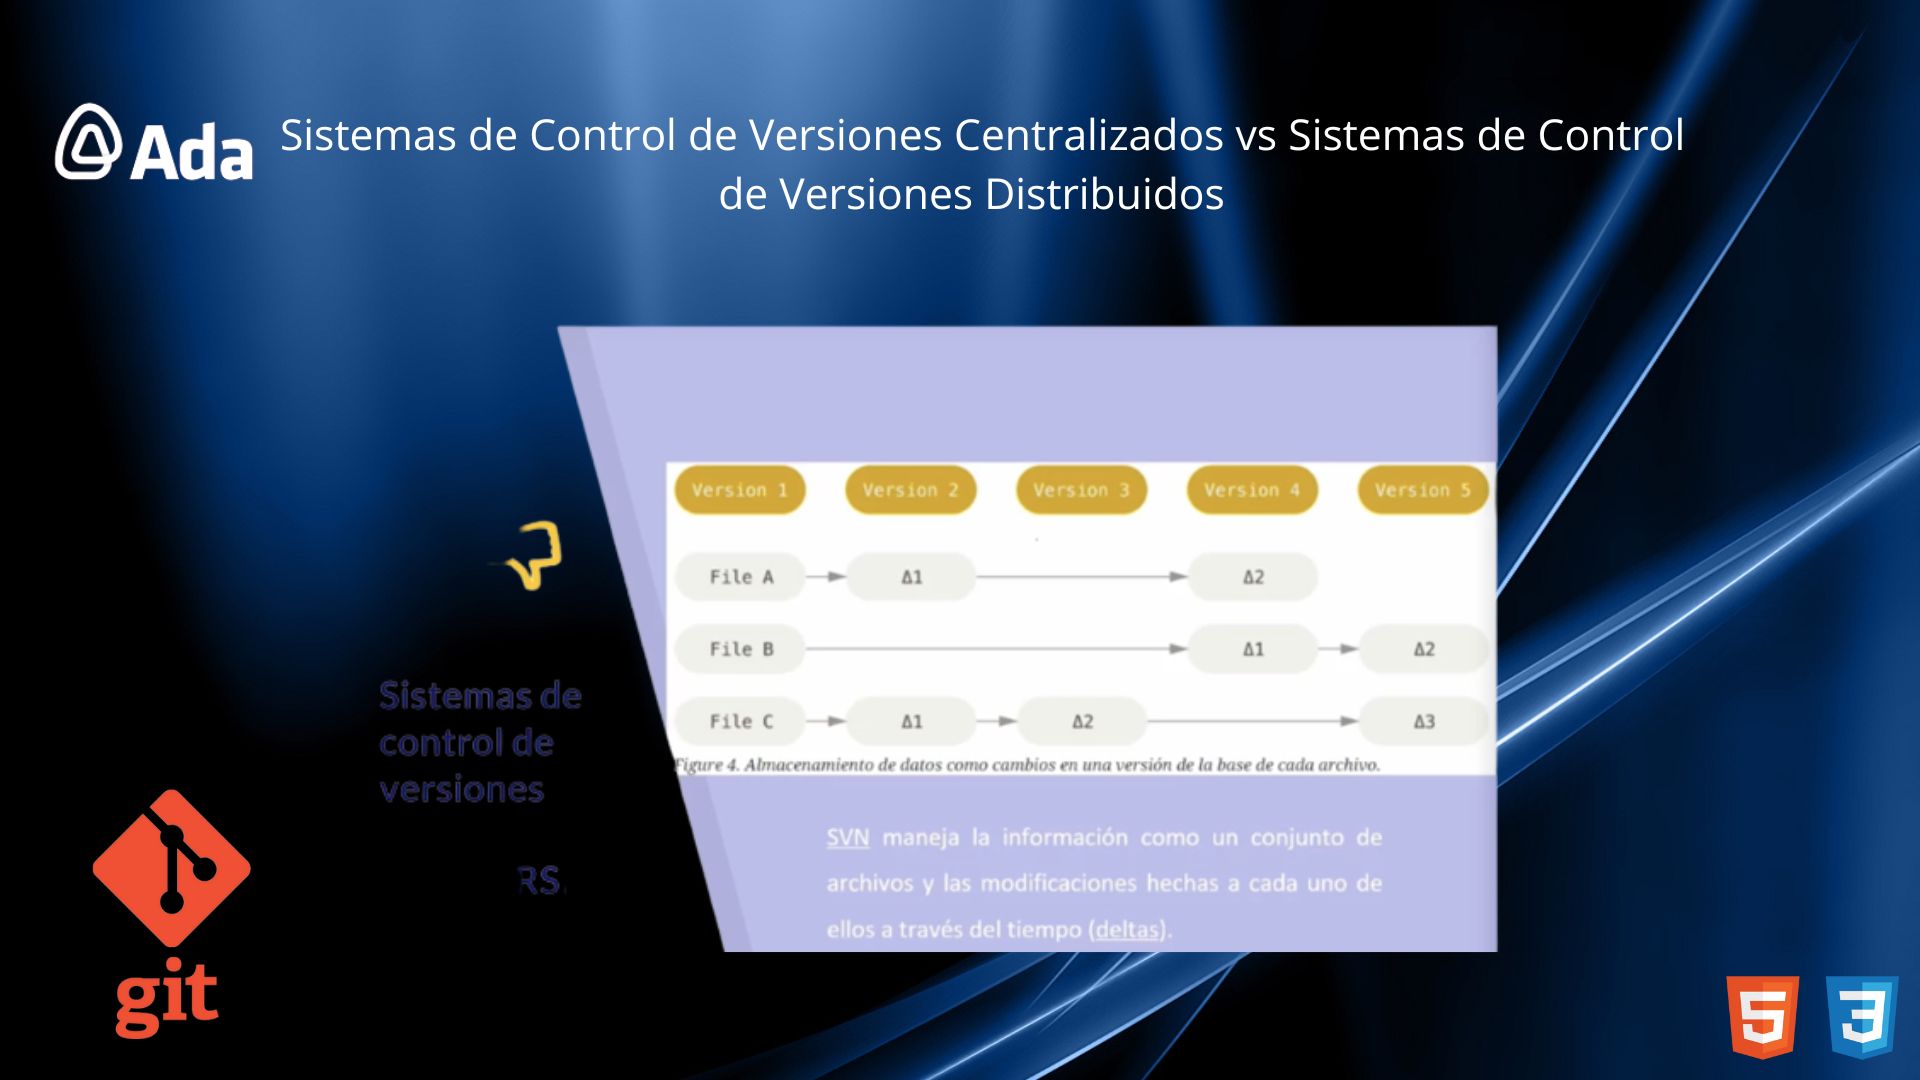 Ada
Sistemas de Control de Versiones Centralizados vs Sistemas de Control
de Versiones Distribuidos
Version 1 Version 2 Version 3 Version 4 Version 5
File A Δ1 Δ2
File B Δ1 Δ2
File C Δ1 Δ2 Δ3
Figure 4. Almacenamiento de datos como cambios en una versión de la base de cada archivo.
Sistemas de
control de
versiones
RS.
SVN maneja la información como un conjunto de
archivos y las modificaciones hechas a cada uno de
ellos a través del tiempo (deltas).
git
5 3